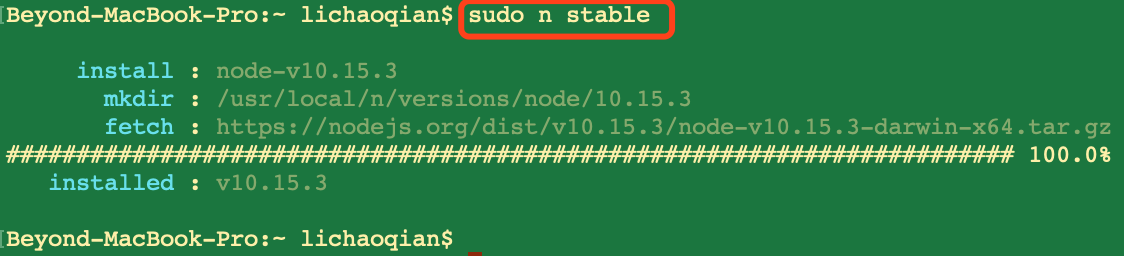 [Beyond-MacBook-Pro:~ lichaoqian$ sudo n stable
install : node-v10.15.3
mkdir : /usr/local/n/versions/node/10.15.3
fetch : https://nodejs.org/dist/v10.15.3/node-v10.15.3-darwin-x64.tar.gz
######################################################################## 100.0%
installed : v10.15.3
[Beyond-MacBook-Pro:~ lichaoqian$